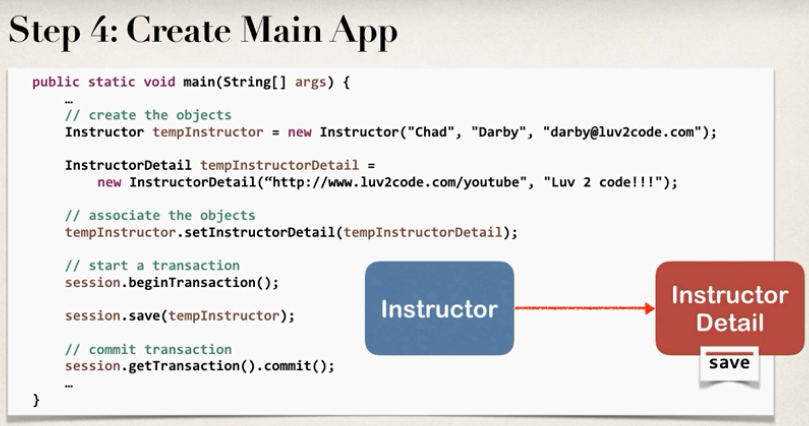 Step 4: Create Main App
public static void main(String[] args) {
…
// create the objects
Instructor tempInstructor = new Instructor("Chad", "Darby", "darby@luv2code.com");
InstructorDetail tempInstructorDetail =
new InstructorDetail(“http://www.luv2code.com/youtube", "Luv 2 code!!!");
// associate the objects
tempInstructor.setInstructorDetail(tempInstructorDetail);
// start a transaction
session.beginTransaction();
session.save(tempInstructor);
// commit transaction
session.getTransaction().commit();
…
}
Instructor
Instructor
Detail
save